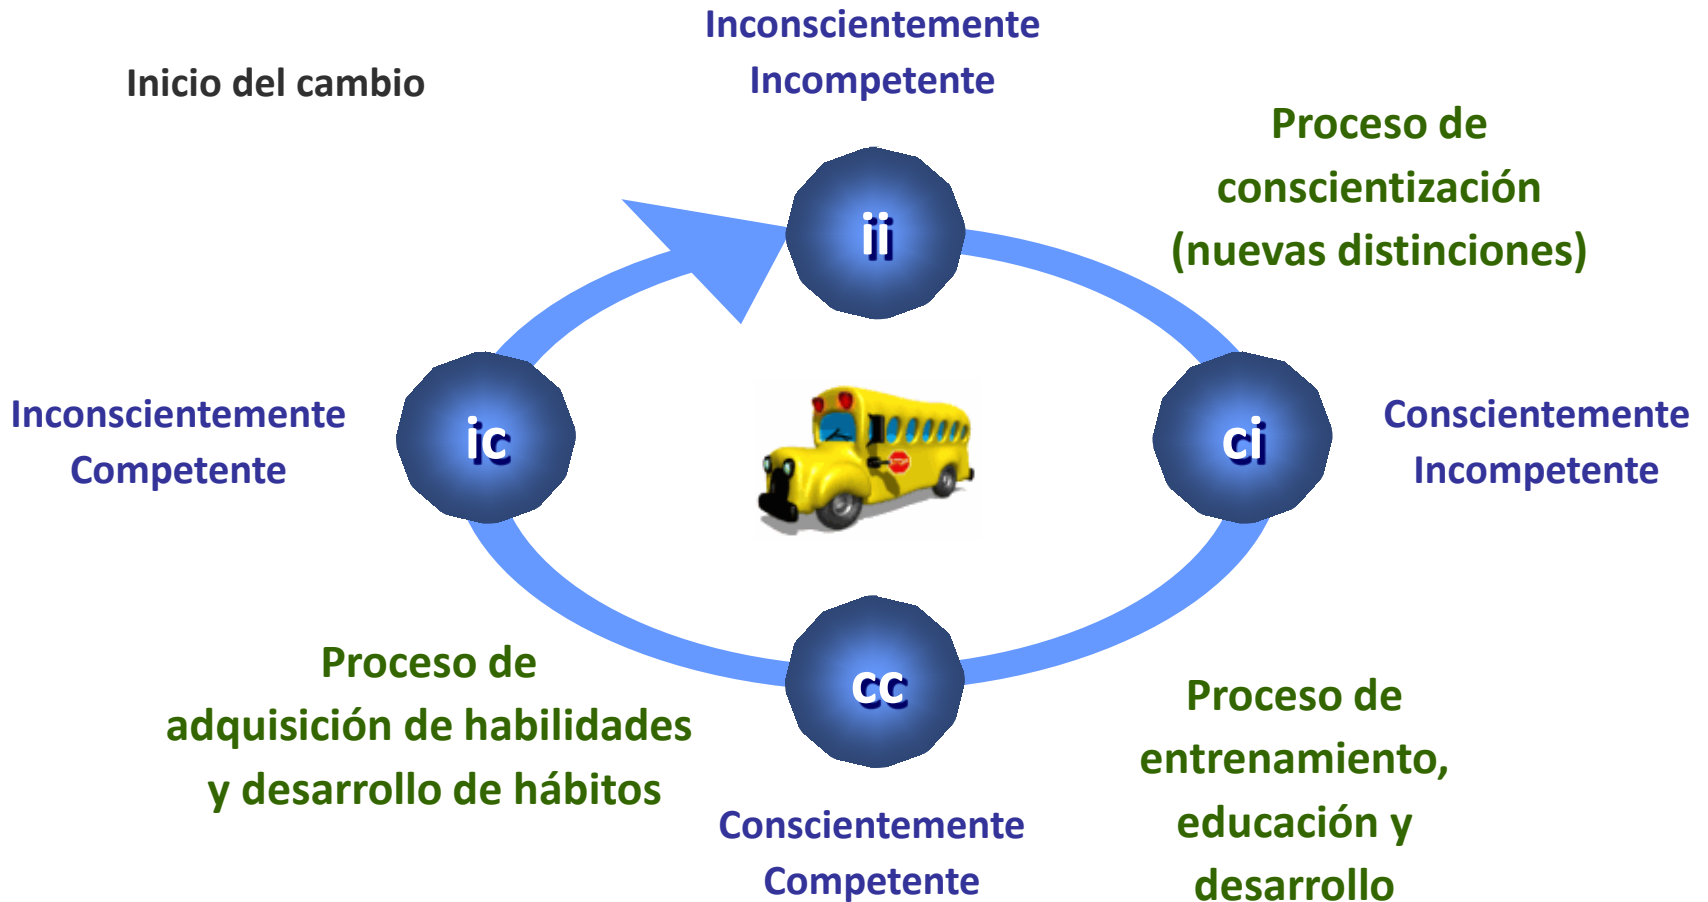 Inconscientemente
Incompetente
Inicio del cambio
Proceso de
conscientización
(nuevas distinciones)
ii
Inconscientemente
Competente
ic
STOP
ci
Conscientemente
Incompetente
Proceso de
adquisición de habilidades
y desarrollo de hábitos
cc
Conscientemente
Competente
Proceso de
entrenamiento,
educación y
desarrollo